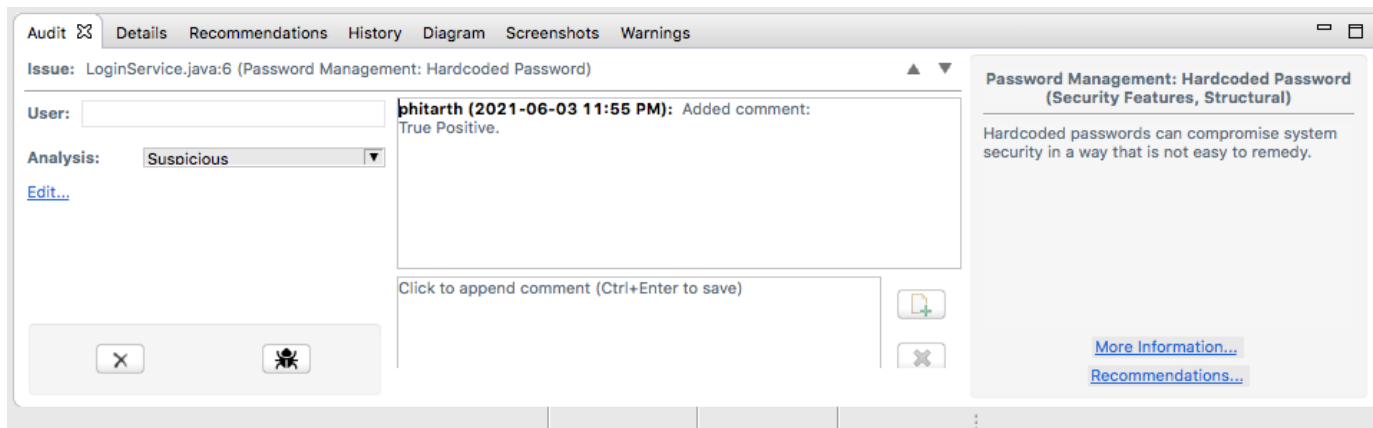 Audit Details Recommendations History Diagram Screenshots Warnings
Issue: LoginService.java:6 (Password Management: Hardcoded Password)
User:
Analysis: Suspicious
Edit...
phitarth (2021-06-03 11:55 PM): Added comment:
True Positive.
Click to append comment (Ctrl+Enter to save)
Password Management: Hardcoded Password
(Security Features, Structural)
Hardcoded passwords can compromise system
security in a way that is not easy to remedy.
More Information...
Recommendations...